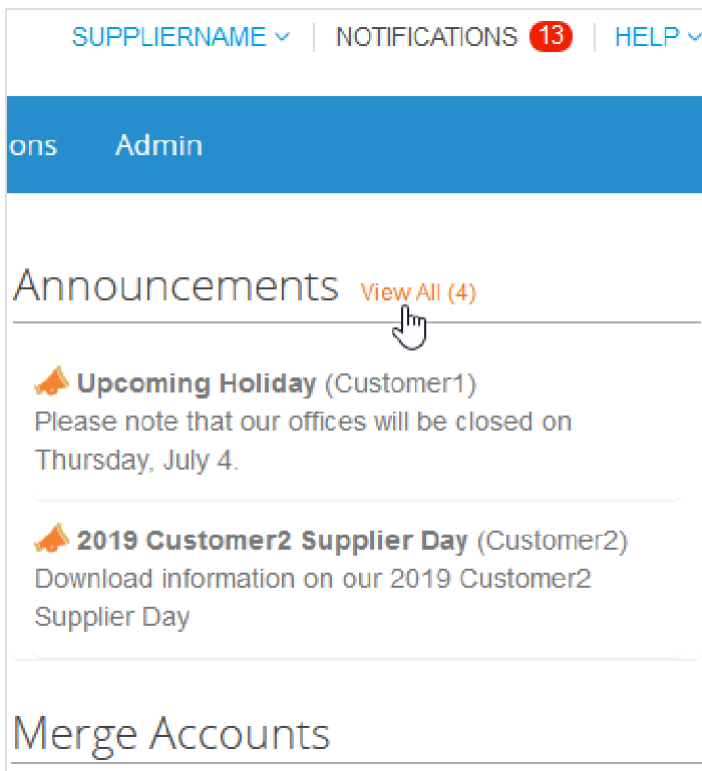 SUPPLIERNAME NOTIFICATIONS 13 HELP
ons Admin
Announcements View All (4)
Upcoming Holiday (Customer1)
Please note that our offices will be closed on
Thursday, July 4.
2019 Customer2 Supplier Day (Customer2)
Download information on our 2019 Customer2
Supplier Day
Merge Accounts